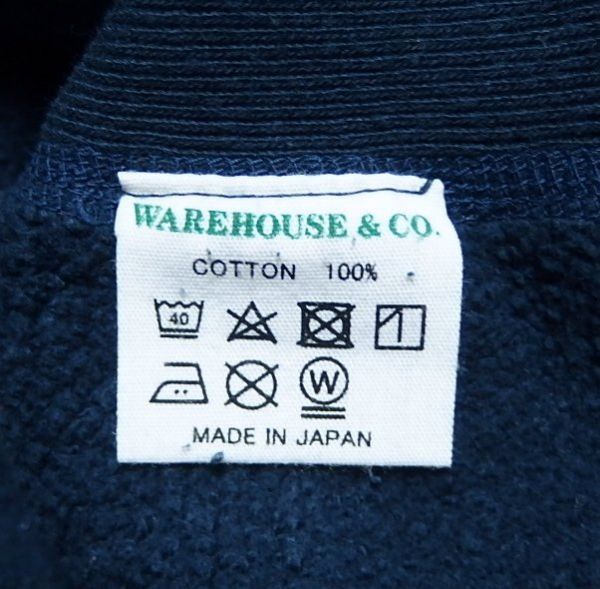 WAREHOUSE & CO.
COTTON 100%
40
W
MADE IN JAPAN